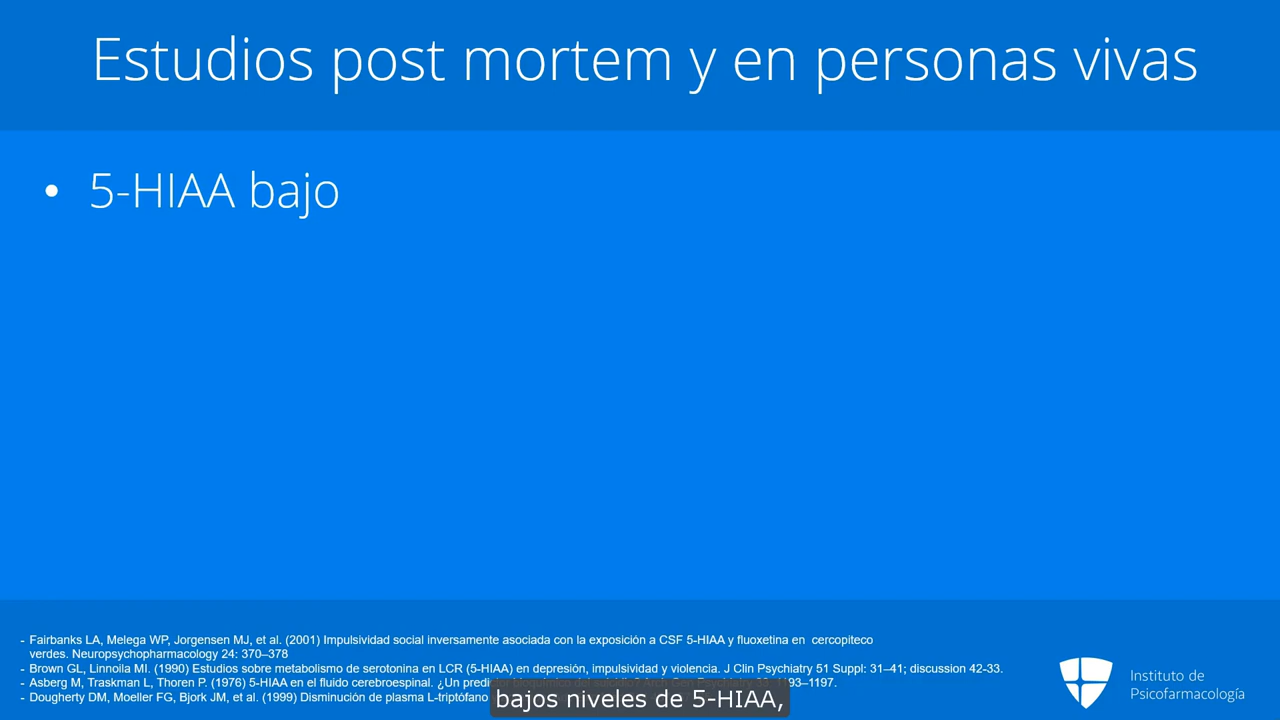 Estudios post mortem y en personas vivas
• 5-HIAA bajo
- Fairbanks LA, Melega WP, Jorgensen MJ, et al. (2001) Impulsividad social inversamente asociada con la exposición a CSF 5-HIAA y fluoxetina en cercopiteco
verdes. Neuropsychopharmacology 24: 370–378
- Brown GL, Linnoila MI. (1990) Estudios sobre metabolismo de serotonina en LCR (5-HIAA) en depresión, impulsividad y violencia. J Clin Psychiatry 51 Suppl: 31–41; discussion 42-33.
- Asberg M, Traskman L, Thoren P. (1976) 5-HIAA en el fluido cerebroespinal. ¿Un 1193–1197.
- Dougherty DM, Moeller FG, Bjork JM, et al. (1999) Disminución de plasma L-triptófano
bajos niveles de 5-HIAA,
Instituto de
Psicofarmacología